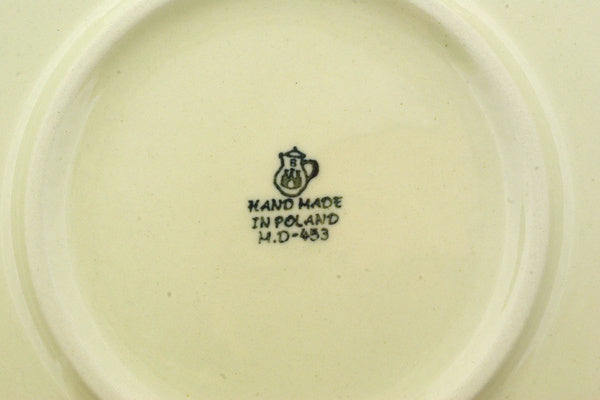 B
HAND MADE
IN POLAND
M.D-453